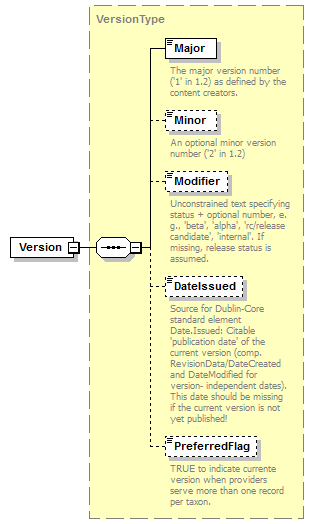 VersionType
Major
The major version number
('1' in 1.2) as defined by the
content creators.
Minor
An optional minor version
number ('2' in 1.2)
Modifier
Unconstrained text specifying
status + optional number, e.
g., 'beta', 'alpha', 'rc/release
candidate', 'internal'. If
missing, release status is
assumed.
Version
DateIssued
Source for Dublin-Core
standard element
Date.Issued: Citable
'publication date' of the
current version (comp.
RevisionData/DateCreated
and DateModified for
version- independent dates).
This date should be missing
if the current version is not
yet published!
PreferredFlag
TRUE to indicate currente
version when providers
serve more than one record
per taxon.